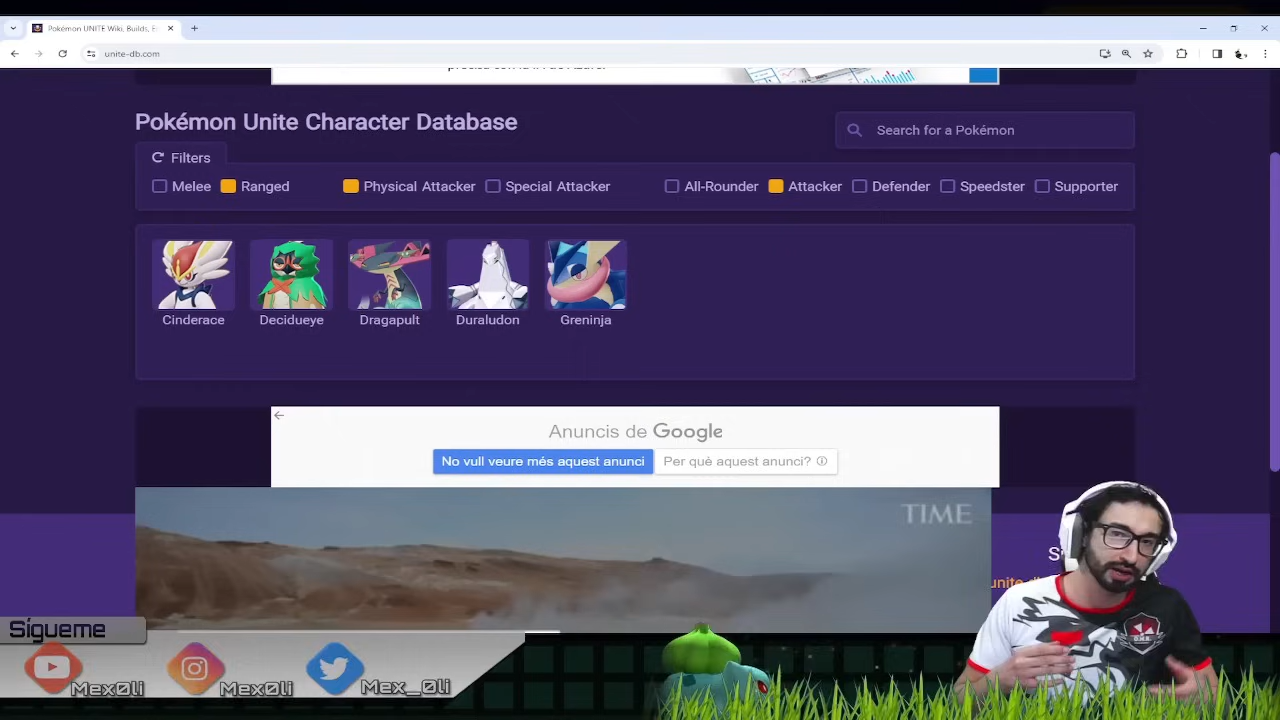 Pokémon UNITE Wiki, Builds, E
unite-db.com
Pokémon Unite Character Database
Search for a Pokémon
Filters
Melee Ranged Physical Attacker Special Attacker All-Rounder Attacker Defender Speedster Supporter
Cinderace Decidueye Dragapult Duraludon Greninja
Anuncis de Google
No vull veure més aquest anunci Per què aquest anunci?
TIME
Sígueme
Mex0li Mex0li Mex_0li